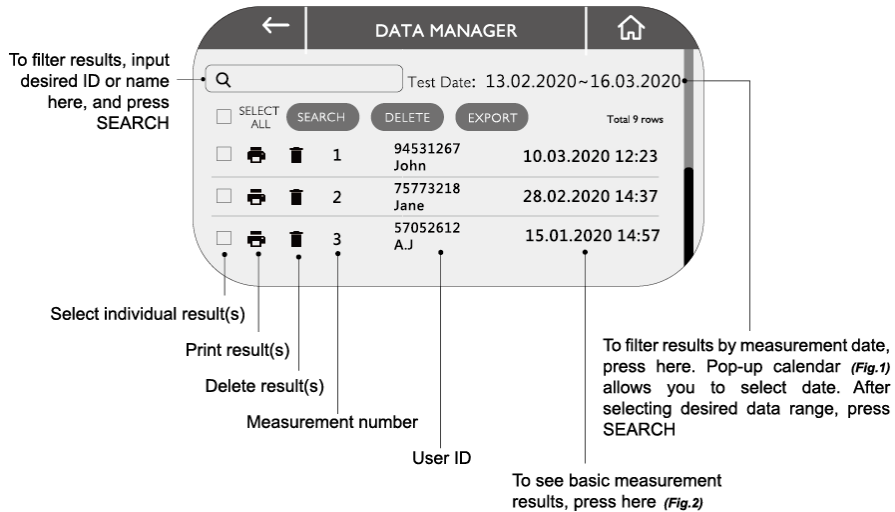 DATA MANAGER
To filter results, input
desired ID or name
here, and press
SEARCH
Test Date: 13.02.2020~16.03.2020
SELECT
ALL
SEARCH
DELETE
EXPORT
Total 9 rows
1
94531267
John
10.03.2020 12:23
2
75773218
Jane
28.02.2020 14:37
3
57052612
A.J
15.01.2020 14:57
Select individual result(s)
Print result(s)
Delete result(s)
Measurement number
User ID
To see basic measurement
results, press here (Fig.2)
To filter results by measurement date,
press here. Pop-up calendar (Fig.1)
allows you to select date. After
selecting desired data range, press
SEARCH